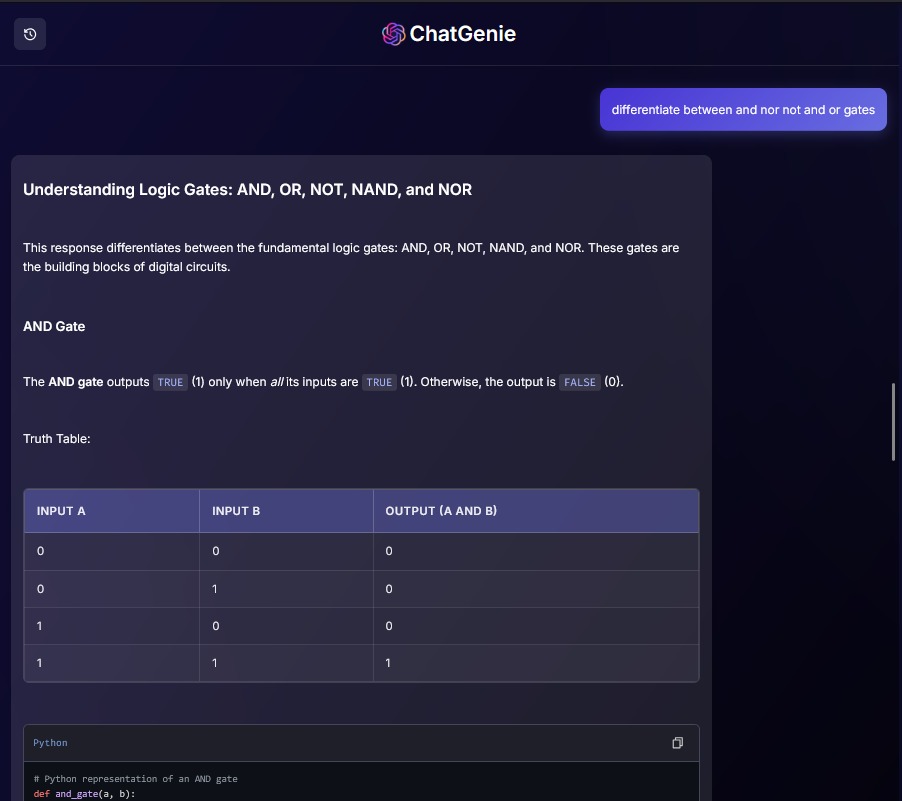 ChatGenie
differentiate between and nor not and or gates
Understanding Logic Gates: AND, OR, NOT, NAND, and NOR
This response differentiates between the fundamental logic gates: AND, OR, NOT, NAND, and NOR. These gates are
the building blocks of digital circuits.
AND Gate
The AND gate outputs TRUE (1) only when all its inputs are TRUE (1). Otherwise, the output is FALSE (0).
Truth Table:
INPUT A INPUT B OUTPUT (A AND B)
0 0 0
0 1 0
1 0 0
1 1 1
Python
# Python representation of an AND gate
def and_gate(a, b):